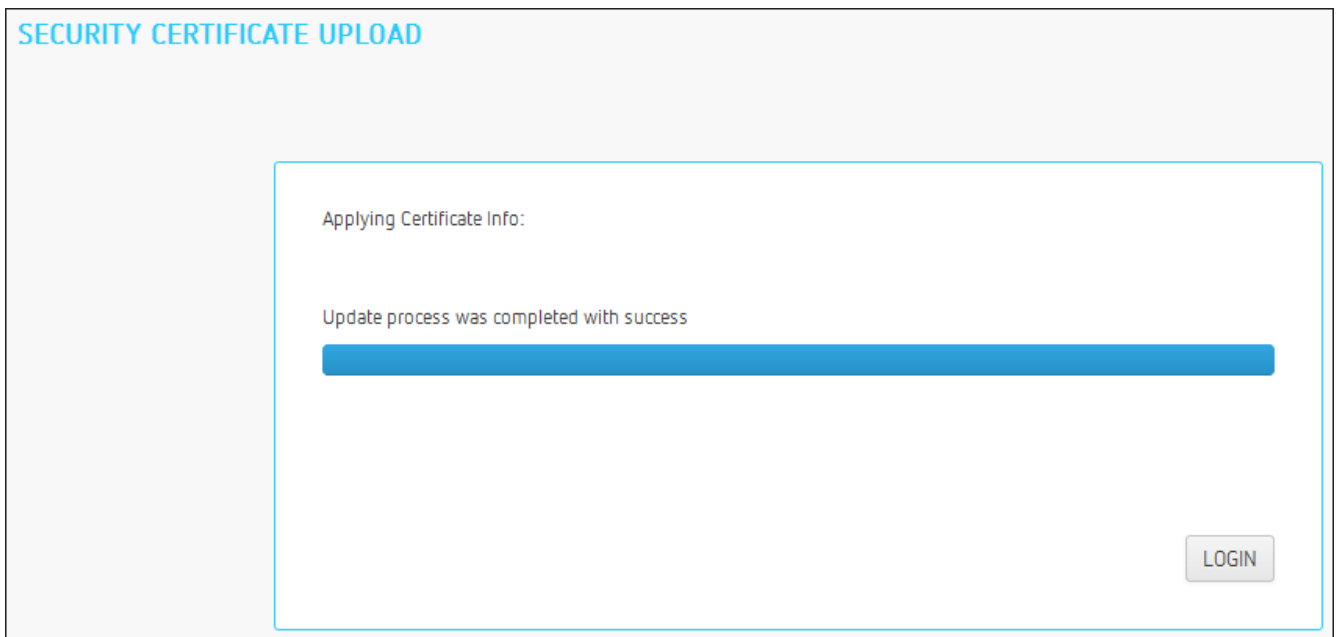 SECURITY CERTIFICATE UPLOAD
Applying Certificate Info:
Update process was completed with success
LOGIN